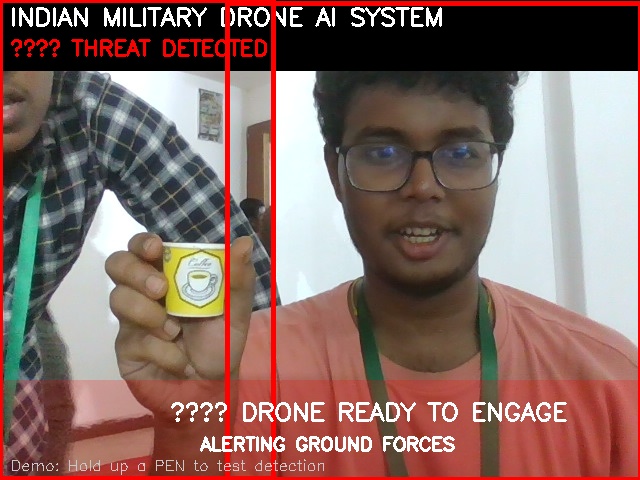 INDIAN MILITARY DRONE AI SYSTEM
???? THREAT DETECTED
Coffee
???? DRONE READY TO ENGAGE
ALERTING GROUND FORCES
Demo: Hold up a PEN to test detection